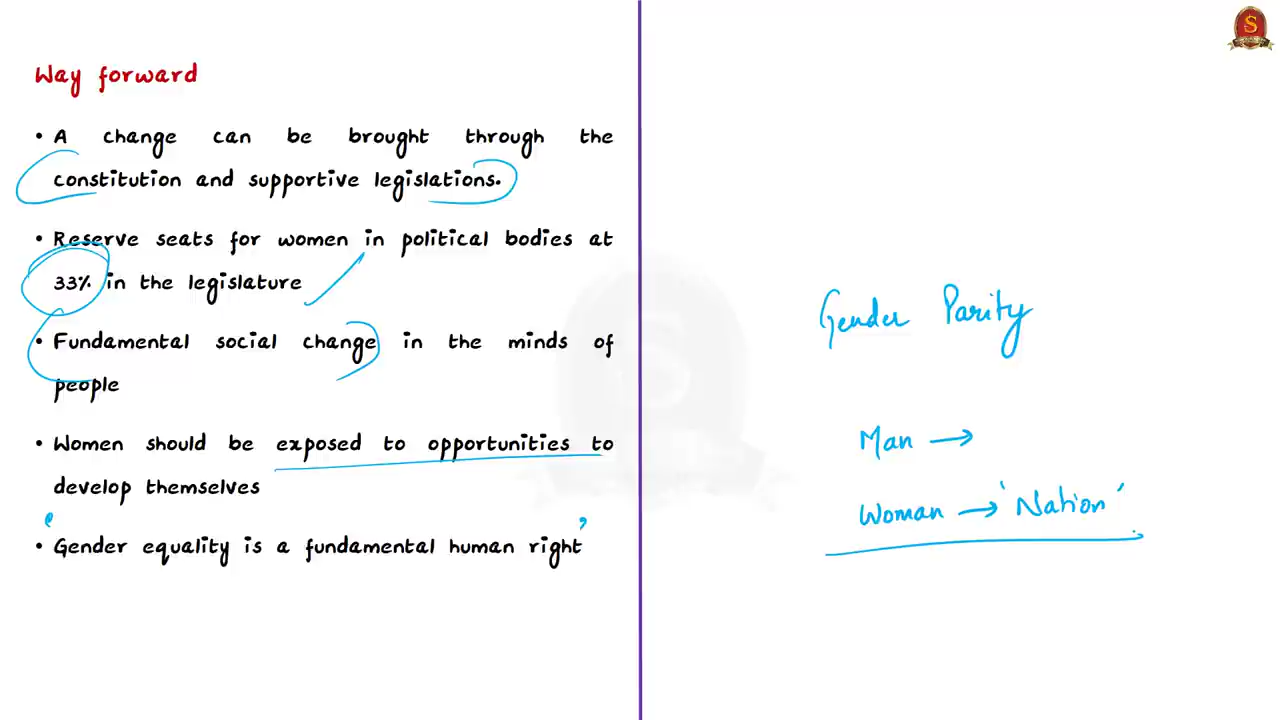 Way forward
• A change can be brought through the
constitution and supportive legislations.
• Reserve seats for women in political bodies at
33% in the legislature
• Fundamental social change in the minds of
people
• Women should be exposed to opportunities to
develop themselves
• 'Gender equality is a fundamental human right'
Gender Parity
Man →
Woman → 'Nation'
S